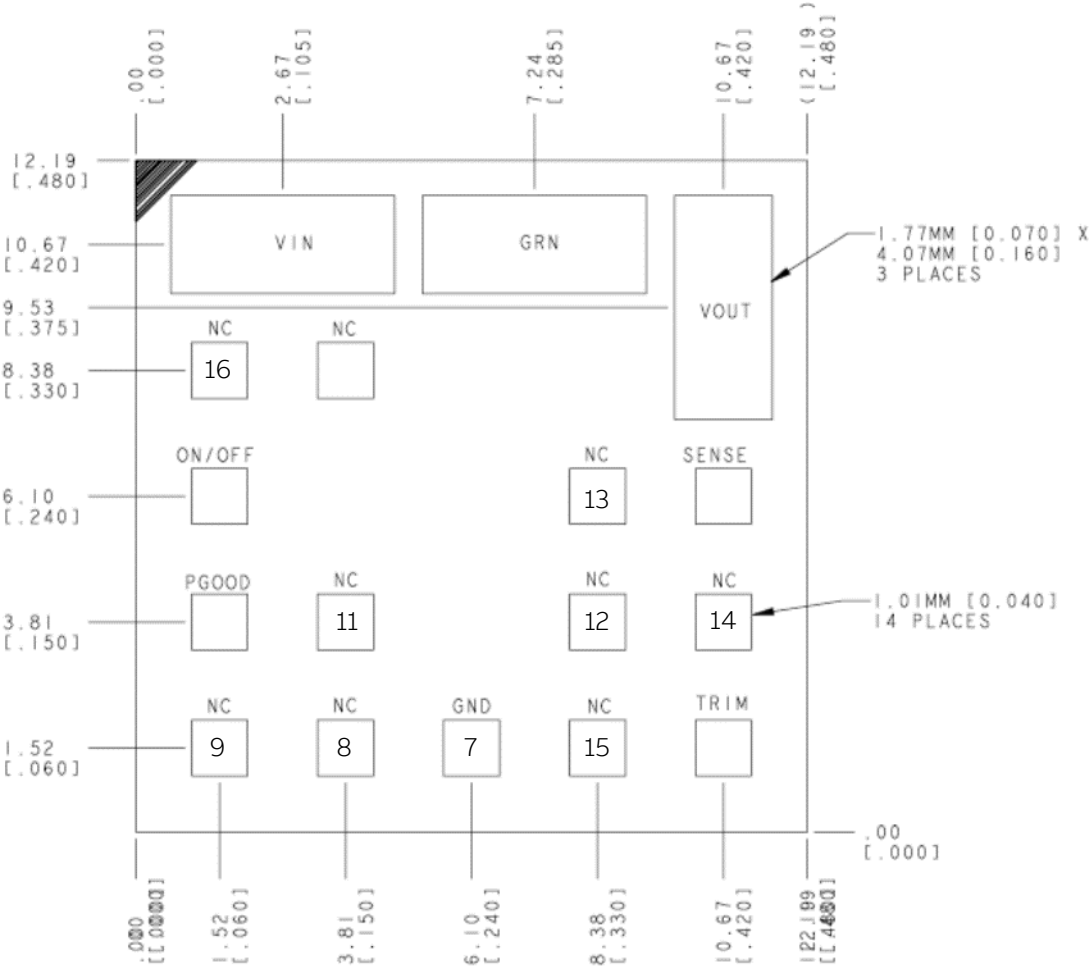 .00
[.000]
2.67
[.105]
7.24
[.285]
10.67
[.420]
(12.19 )
[.480]
12.19
[.480]
VIN
GRN
1.77MM [0.070] X
4.07MM [0.160]
3 PLACES
10.67
[.420]
9.53
[.375]
VOUT
NC
NC
8.38
[.330]
16
ON/OFF
NC
SENSE
6.10
[.240]
13
PGOOD
NC
NC
NC
3.81
[.150]
11
12
14
1.01MM [0.040]
14 PLACES
NC
NC
GND
NC
TRIM
1.52
[.060]
9
8
7
15
.00
[.000]
1.52
[.060]
3.81
[.150]
6.10
[.240]
8.38
[.330]
10.67
[.420]